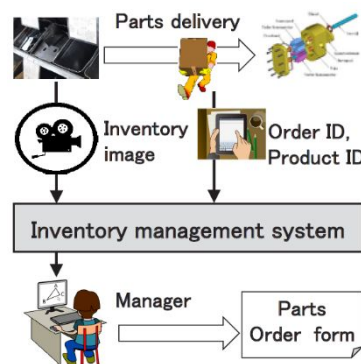 Parts delivery
Inventory
image
Order ID,
Product ID
Inventory management system
Manager
Parts
Order form